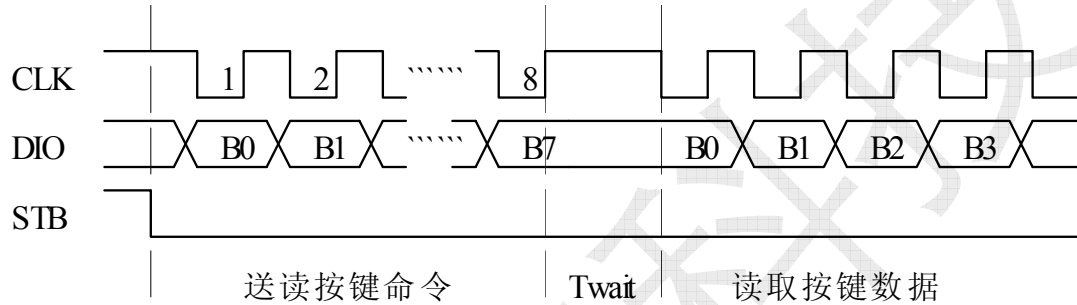 CLK 1 2 ...... 8
DIO B0 B1 ...... B7 B0 B1 B2 B3
STB
送读按键命令 Twait 读取按键数据